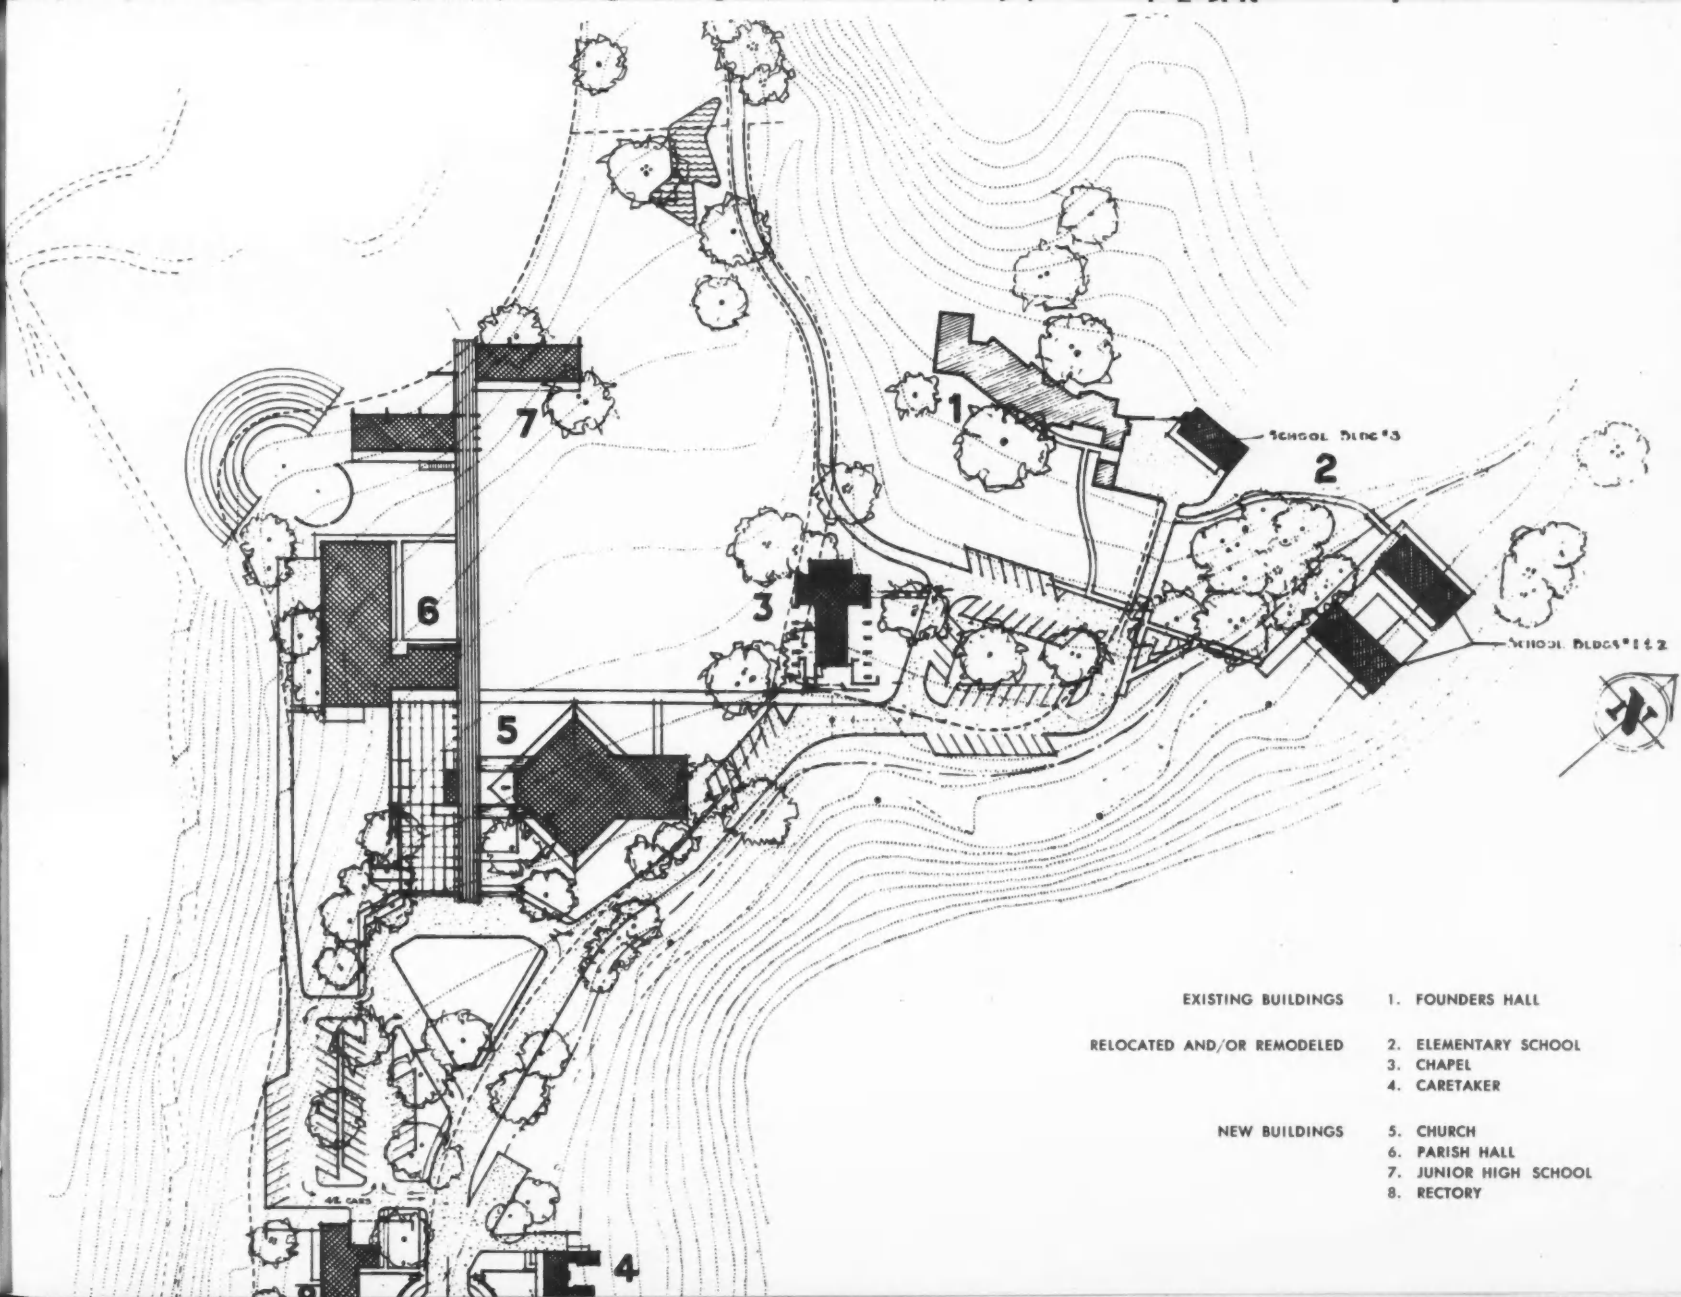 7
1
SCHOOL BLDG #3
2
6
3
SCHOOL BLDGS #1 & 2
N
5
CARS
4
EXISTING BUILDINGS 1. FOUNDERS HALL
RELOCATED AND/OR REMODELED 2. ELEMENTARY SCHOOL
3. CHAPEL
4. CARETAKER
NEW BUILDINGS 5. CHURCH
6. PARISH HALL
7. JUNIOR HIGH SCHOOL
8. RECTORY